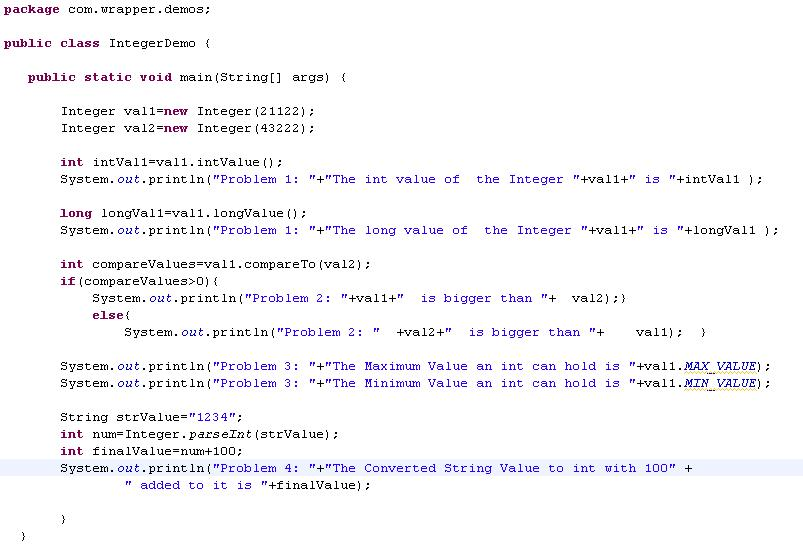 package com.wrapper.demos;
public class IntegerDemo {
public static void main(String[] args) {
Integer val1=new Integer(21122);
Integer val2=new Integer(43222);
int intVal1=val1.intValue();
System.out.println("Problem 1: "+"The int value of  the Integer "+val1+" is "+intVal1 );
long longVal1=val1.longValue();
System.out.println("Problem 1: "+"The long value of  the Integer "+val1+" is "+longVal1 );
int compareValues=val1.compareTo(val2);
if(compareValues>0){
System.out.println("Problem 2: "+val1+"  is bigger than "+  val2);}
else{
System.out.println("Problem 2: "  +val2+"  is bigger than "+    val1);  }
System.out.println("Problem 3: "+"The Maximum Value an int can hold is "+val1.MAX_VALUE);
System.out.println("Problem 3: "+"The Minimum Value an int can hold is "+val1.MIN_VALUE);
String strValue="1234";
int num=Integer.parseInt(strValue);
int finalValue=num+100;
System.out.println("Problem 4: "+"The Converted String Value to int with 100" +
" added to it is "+finalValue);
}
}